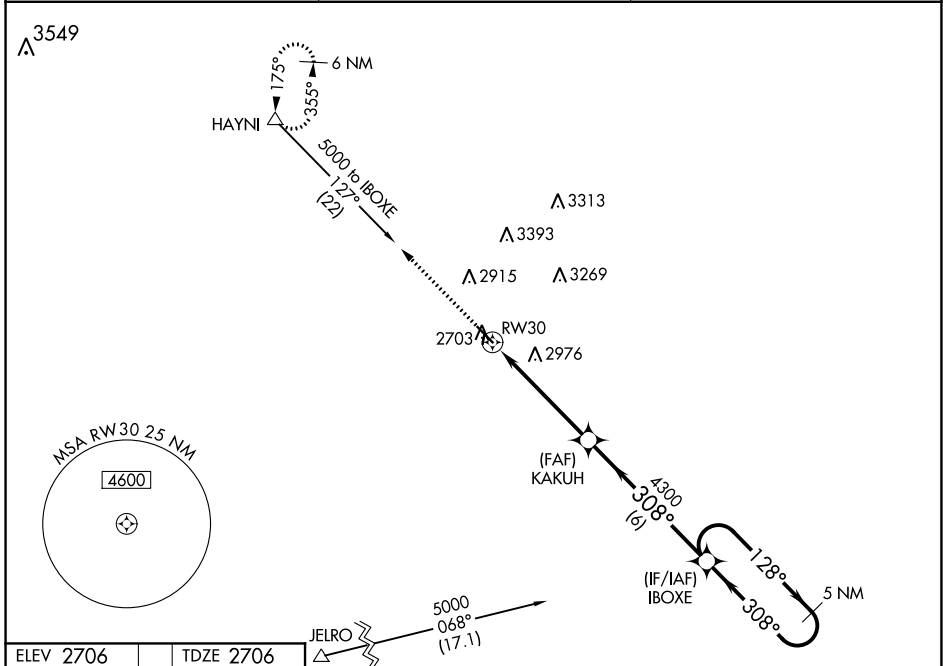 3549
6 NM
175°
355°
HAYNI
5000 to IBOXE
127°
(22)
3313
3393
2915
3269
RW30
2703
2976
MSA RW30 25 NM
4600
(FAF)
KAKUH
4300
308°
(6)
128°
(IF/IAF)
IBOXE
5 NM
308°
5000
068°
(17.1)
JELRO
ELEV 2706
TDZE 2706